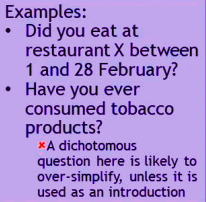 Examples:
• Did you eat at
restaurant X between
1 and 28 February?
• Have you ever
consumed tobacco
products?
A dichotomous
question here is likely to
over-simplify, unless it is
used as an introduction